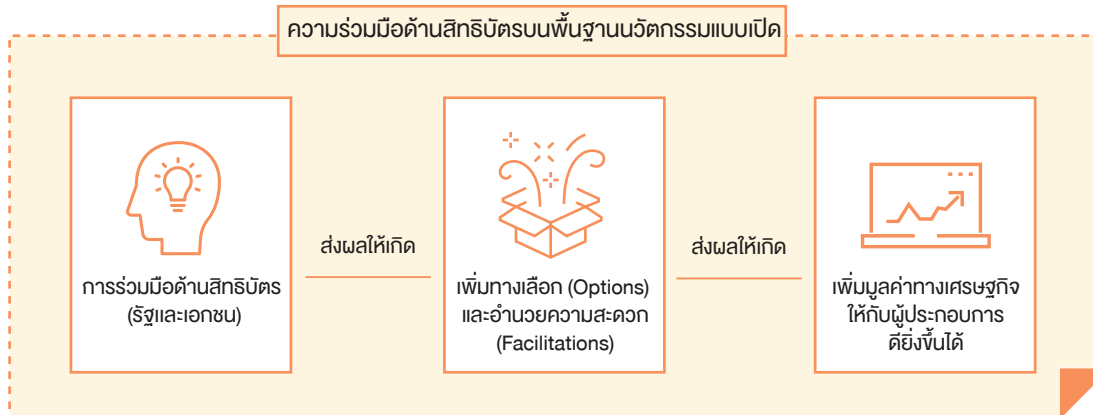 ความร่วมมือด้านสิทธิบัตรบนพื้นฐานนวัตกรรมแบบเปิด
การร่วมมือด้านสิทธิบัตร
(รัฐและเอกชน)
ส่งผลให้เกิด
เพิ่มทางเลือก (Options)
และอำนวยความสะดวก
(Facilitations)
ส่งผลให้เกิด
เพิ่มมูลค่าทางเศรษฐกิจ
ให้กับผู้ประกอบการ
ดียิ่งขึ้นได้